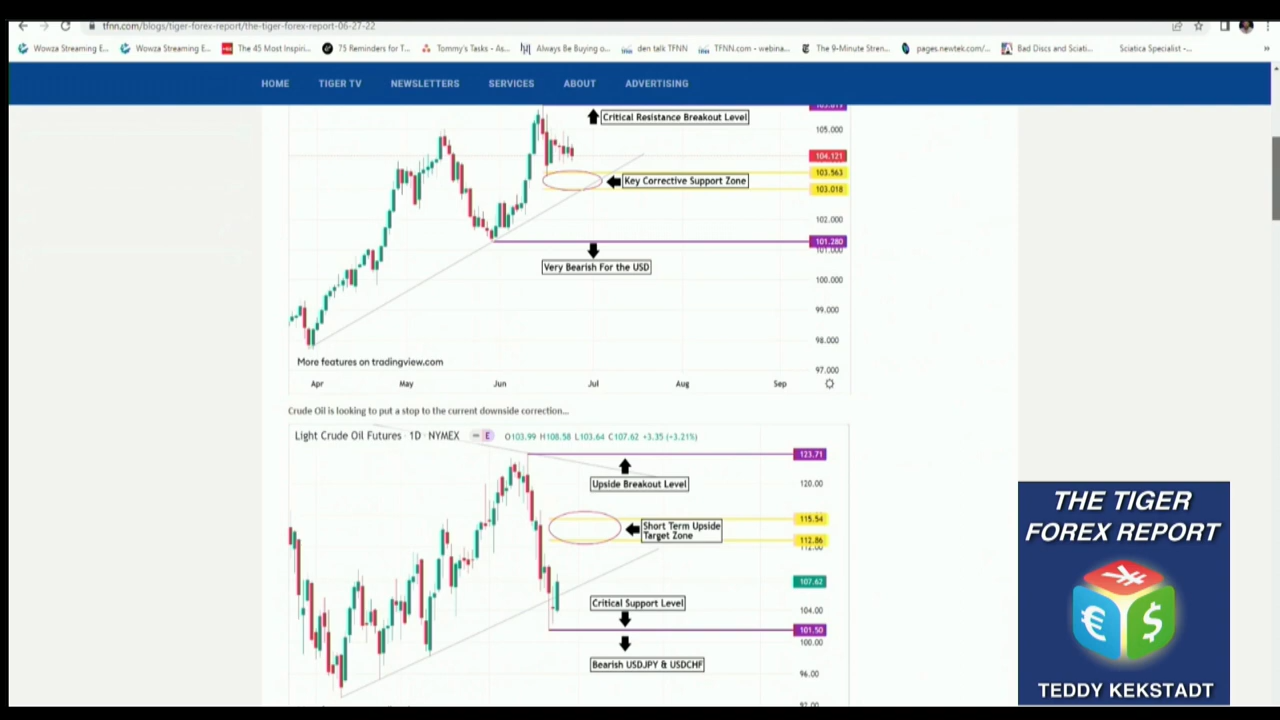 tfnn.com/blogs/tiger-forex-report/the-tiger-forex-report-06-27-22
Wowza Streaming E...
Wowza Streaming E...
The 45 Most Inspiri...
75 Reminders for T...
Tommy's Tasks - As...
Always Be Buying o...
den talk TFNN
TFNN.com - webina...
The 9-Minute Stren...
pages.newtek.com/...
Bad Discs and Sciati...
Sciatica Specialist -...
»
HOME
TIGER TV
NEWSLETTERS
SERVICES
ABOUT
ADVERTISING
Critical Resistance Breakout Level
105.000
104.121
103.563
Key Corrective Support Zone
103.018
102.000
101.280
101.000
Very Bearish For the USD
100.000
99.000
98.000
More features on tradingview.com
97.000
Apr
May
Jun
Jul
Aug
Sep
Crude Oil is looking to put a stop to the current downside correction...
Light Crude Oil Futures · 1D · NYMEX
E
O103.99 H108.58 L103.64 C107.62 +3.35 (+3.21%)
123.71
Upside Breakout Level
120.00
115.54
Short Term Upside
Target Zone
112.86
112.00
107.62
Critical Support Level
104.00
101.50
100.00
Bearish USDJPY & USDCHF
96.00
THE TIGER
FOREX REPORT
€
$
TEDDY KEKSTADT